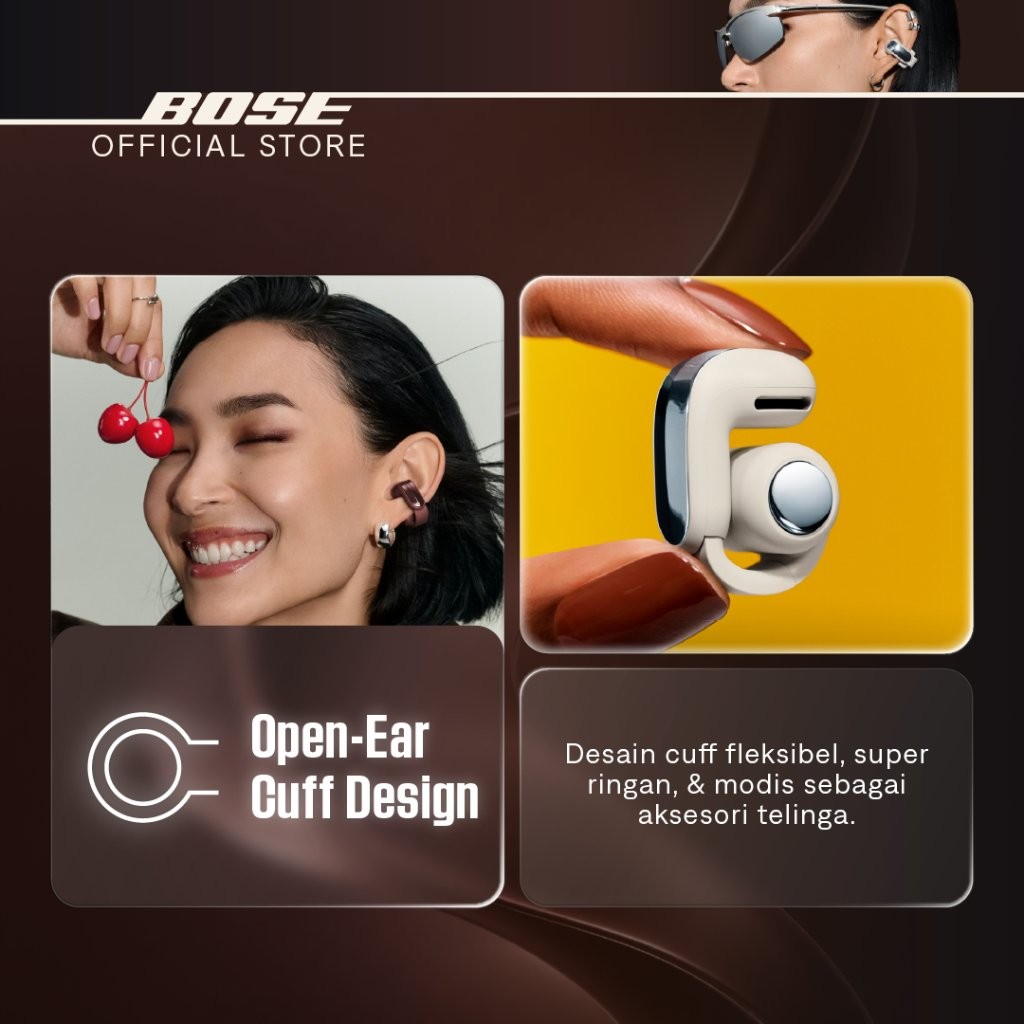 BOSE
OFFICIAL STORE
Open-Ear
Cuff Design
Desain cuff fleksibel, super
ringan, & modis sebagai
aksesori telinga.